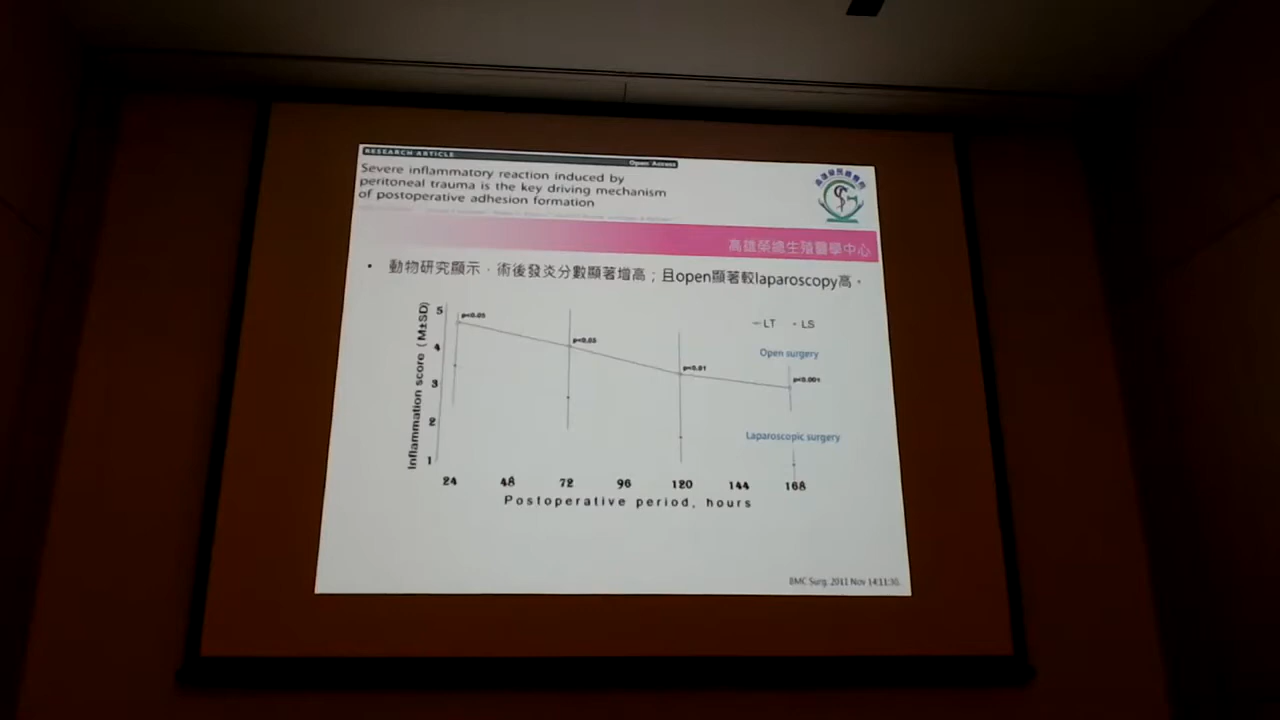 RESEARCH ARTICLE
Open Access
Severe inflammatory reaction induced by
peritoneal trauma is the key driving mechanism
of postoperative adhesion formation
高雄榮總生殖醫學中心
• 動物研究顯示，術後發炎分數顯著增高；且open顯著較laparoscopy高。
Inflammation score (M±SD)
5
4
3
2
1
p<0.05
p<0.05
p<0.01
p<0.001
LT
LS
Open surgery
Laparoscopic surgery
24 48 72 96 120 144 168
Postoperative period, hours
BMC Surg. 2011 Nov 14;11:30.